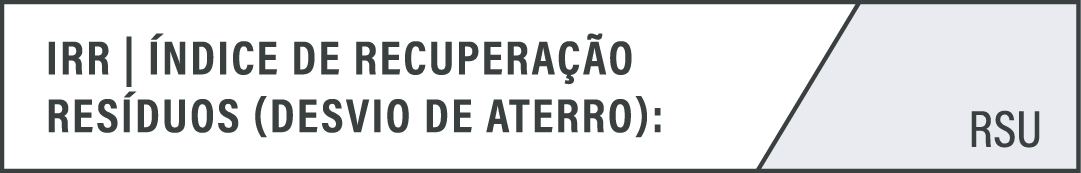 IRR | ÍNDICE DE RECUPERAÇÃO
RESÍDUOS (DESVIO DE ATERRO):
RSU